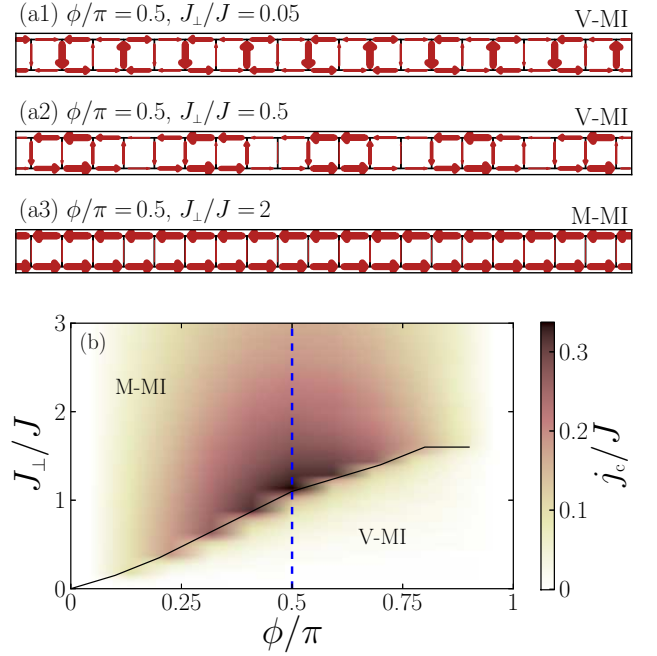 (a1) ϕ/π = 0.5, J⊥/J = 0.05 V-MI
(a2) ϕ/π = 0.5, J⊥/J = 0.5 V-MI
(a3) ϕ/π = 0.5, J⊥/J = 2 M-MI
(b)
M-MI
V-MI
3
2
1
0
J⊥/J
0
0.25
0.5
0.75
1
ϕ/π
0.3
0.2
0.1
0
j_c/J